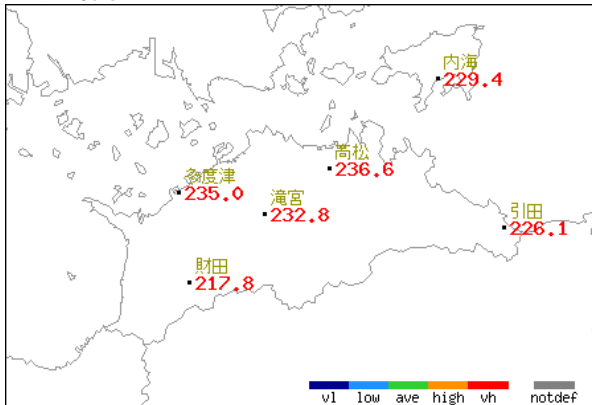 内海
229.4
高松
236.6
多度津
235.0
滝宮
232.8
引田
226.1
財田
217.8
vl low ave high vh notdef